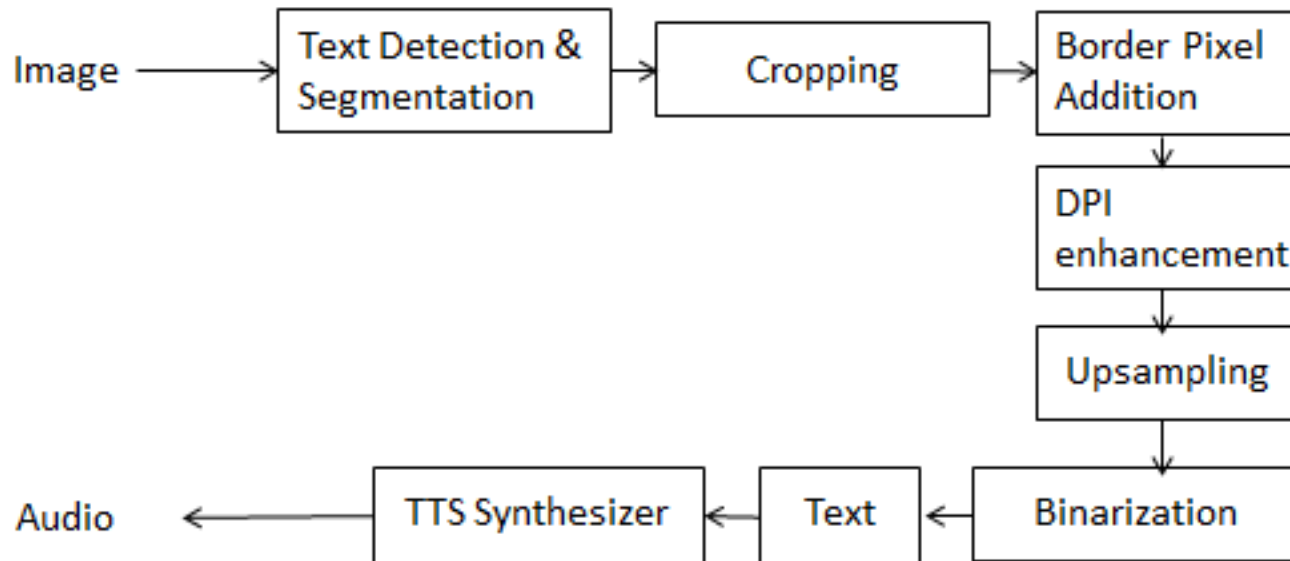 Image
Text Detection &
Segmentation
Cropping
Border Pixel
Addition
DPI
enhancement
Upsampling
Binarization
Text
TTS Synthesizer
Audio